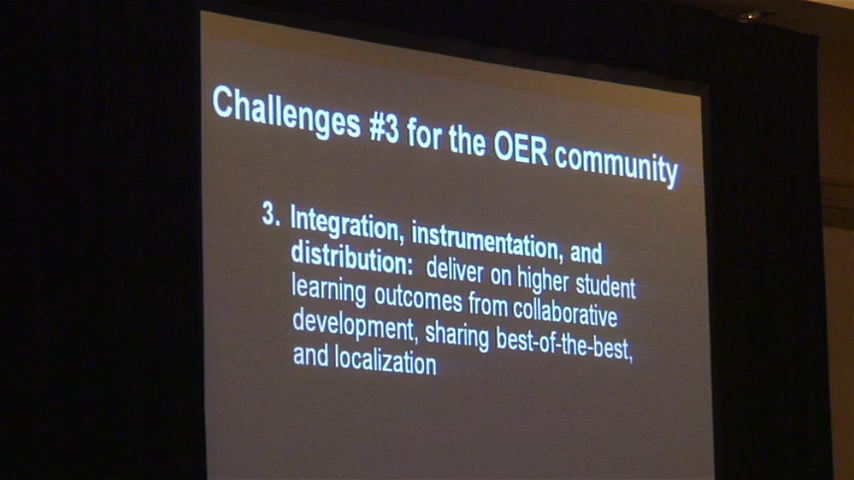 Challenges #3 for the OER community
3. Integration, instrumentation, and
distribution: deliver on higher student
learning outcomes from collaborative
development, sharing best-of-the-best,
and localization